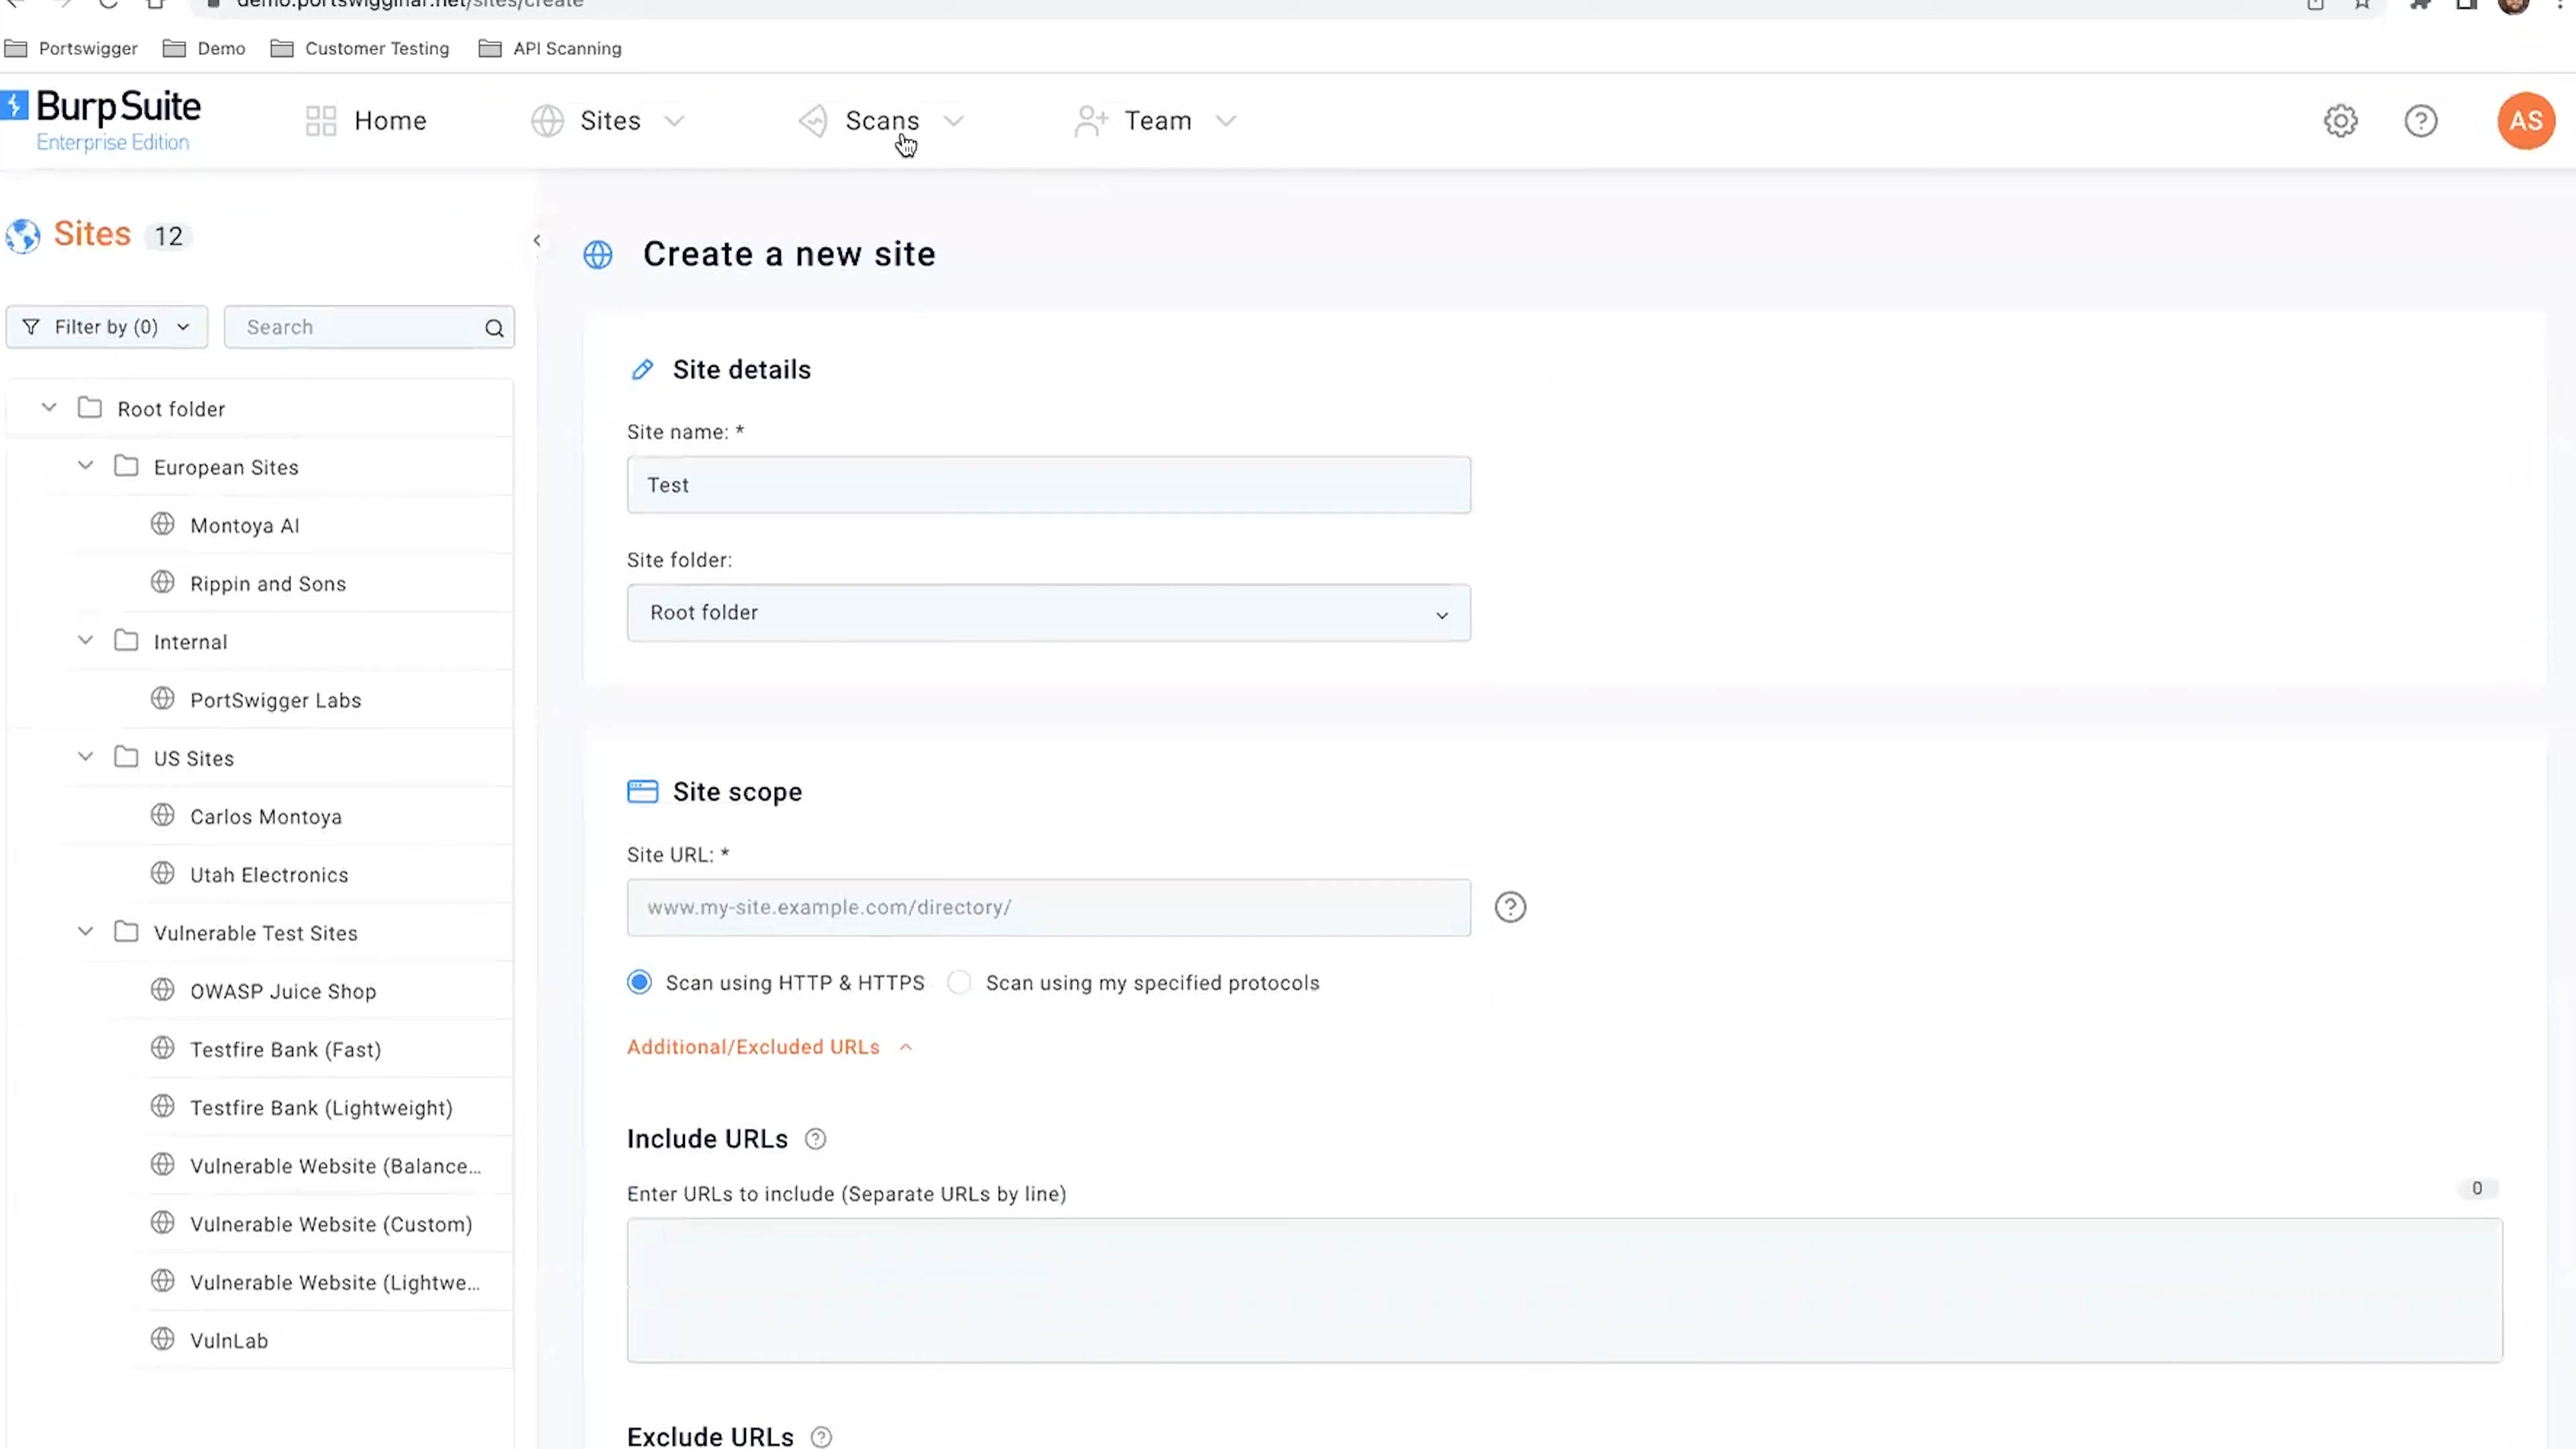 demo.portswigginar.net/sites/create
Portswigger Demo Customer Testing API Scanning
Burp Suite
Enterprise Edition
Home Sites Scans Team AS
Sites 12
Create a new site
Filter by (0) Search
Site details
Site name: *
Test
Site folder:
Root folder
Root folder
European Sites
Montoya AI
Rippin and Sons
Internal
PortSwigger Labs
US Sites
Carlos Montoya
Utah Electronics
Vulnerable Test Sites
OWASP Juice Shop
Testfire Bank (Fast)
Testfire Bank (Lightweight)
Vulnerable Website (Balance...
Vulnerable Website (Custom)
Vulnerable Website (Lightwe...
VulnLab
Site scope
Site URL: *
www.my-site.example.com/directory/
Scan using HTTP & HTTPS Scan using my specified protocols
Additional/Excluded URLs
Include URLs
Enter URLs to include (Separate URLs by line)
0
Exclude URLs